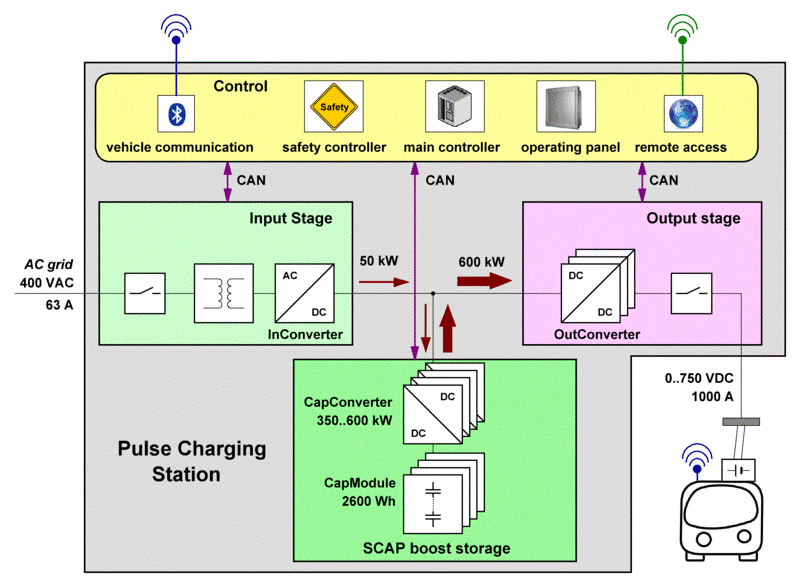 Control
Safety
vehicle communication
safety controller
main controller
operating panel
remote access
CAN
CAN
CAN
Input Stage
Output stage
AC grid
400 VAC
63 A
AC
DC
InConverter
50 kW
600 kW
DC
DC
OutConverter
CapConverter
350..600 kW
DC
DC
CapModule
2600 Wh
SCAP boost storage
0..750 VDC
1000 A
Pulse Charging
Station